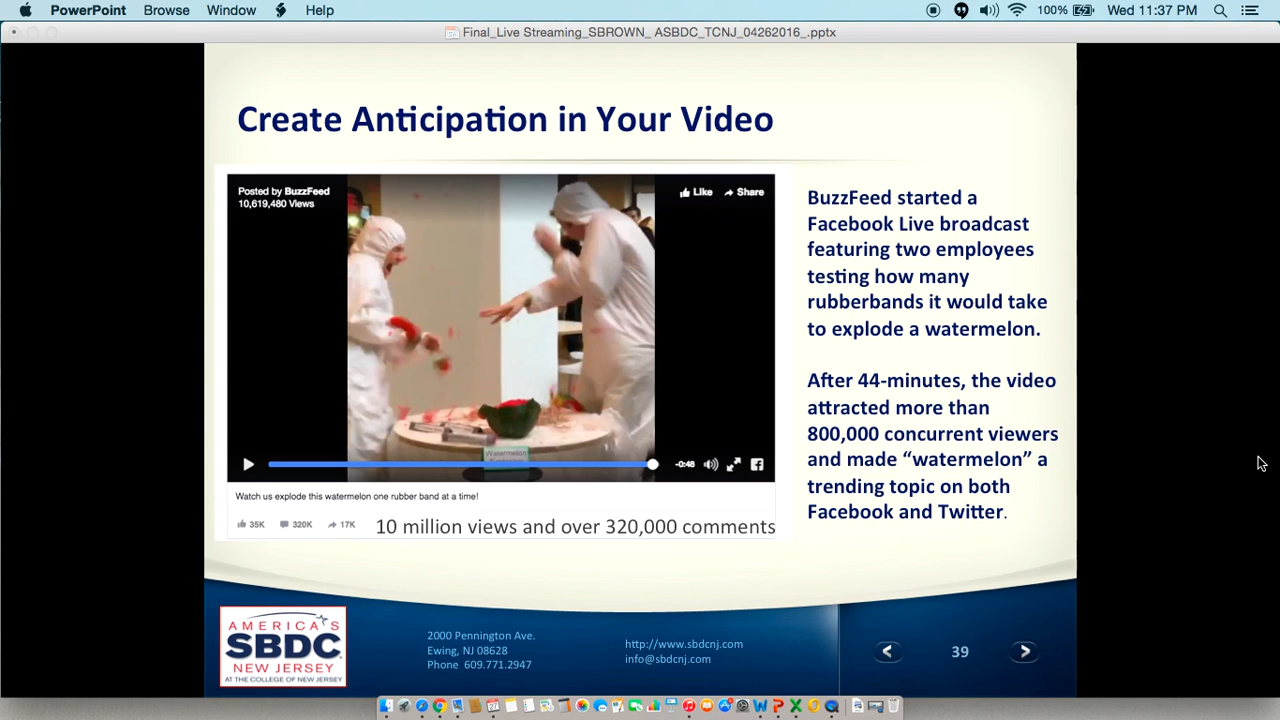 PowerPoint Browse Window Help 100% Wed 11:37 PM
Final_Live Streaming_SBROWN_ ASBDC_TCNJ_04262016_.pptx
Create Anticipation in Your Video
Posted by BuzzFeed
10,619,480 Views
Like Share
Watermelon
-0:48
Watch us explode this watermelon one rubber band at a time!
35K 320K 17K
10 million views and over 320,000 comments
BuzzFeed started a
Facebook Live broadcast
featuring two employees
testing how many
rubberbands it would take
to explode a watermelon.
After 44-minutes, the video
attracted more than
800,000 concurrent viewers
and made “watermelon” a
trending topic on both
Facebook and Twitter.
AMERICA'S
SBDC
NEW JERSEY
AT THE COLLEGE OF NEW JERSEY
2000 Pennington Ave.
Ewing, NJ 08628
Phone 609.771.2947
http://www.sbdcnj.com
info@sbdcnj.com
39